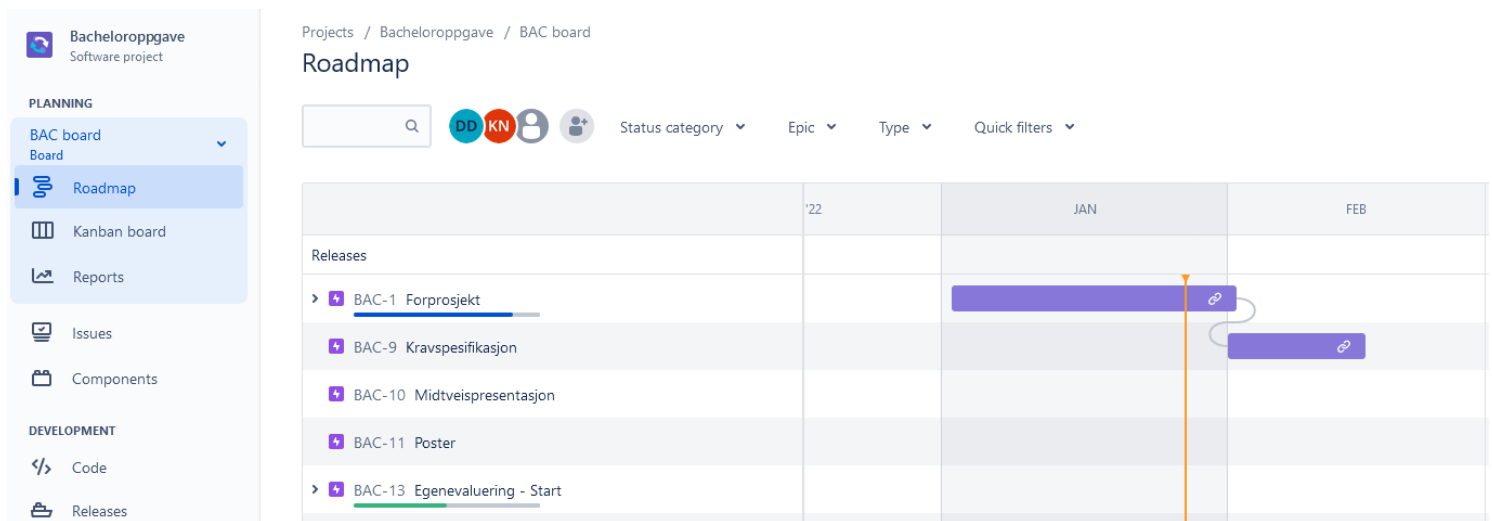 Bacheloroppgave
Software project
PLANNING
BAC board
Board
Roadmap
Kanban board
Reports
Issues
Components
DEVELOPMENT
Code
Releases
Projects / Bacheloroppgave / BAC board
Roadmap
DD KN
Status category
Epic
Type
Quick filters
'22
JAN
FEB
Releases
BAC-1 Forprosjekt
BAC-9 Kravspesifikasjon
BAC-10 Midtveispresentasjon
BAC-11 Poster
BAC-13 Egenevaluering - Start